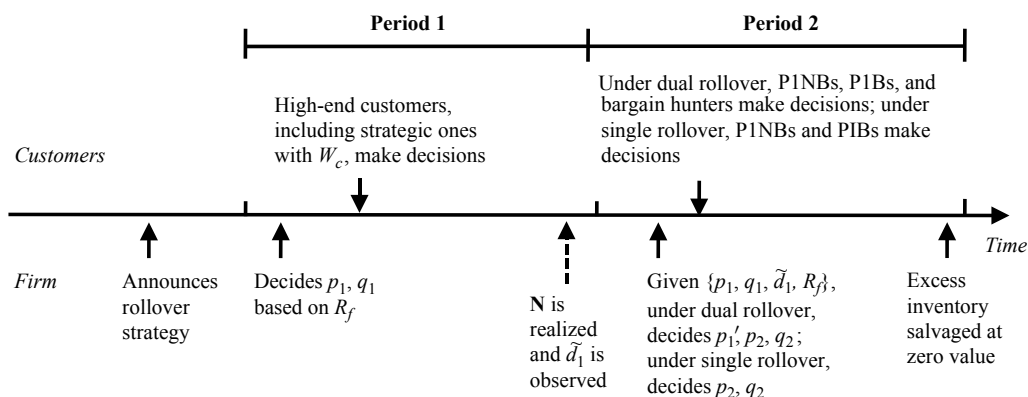 Period 1
Period 2
High-end customers,
including strategic ones
with W_c, make decisions
Under dual rollover, P1NBs, P1Bs, and
bargain hunters make decisions; under
single rollover, P1NBs and PIBs make
decisions
Customers
Time
Firm
Announces
rollover
strategy
Decides p_1, q_1
based on R_f
N is
realized
and d̃_1 is
observed
Given {p_1, q_1, d̃_1, R_f},
under dual rollover,
decides p_1′, p_2, q_2;
under single rollover,
decides p_2, q_2
Excess
inventory
salvaged at
zero value